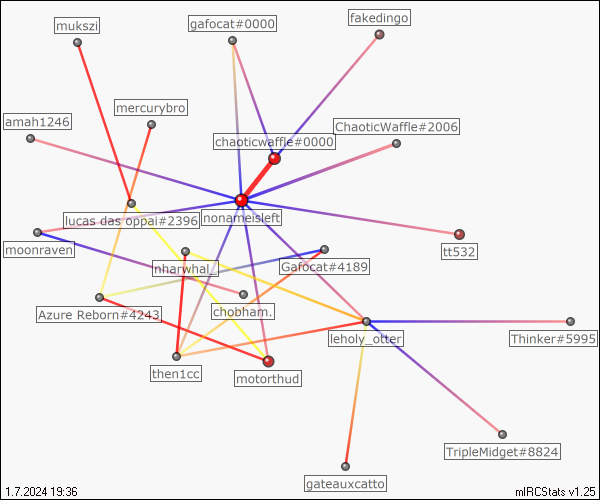 fakedingo
gafocat#0000
mukszi
mercurybro
amah1246
ChaoticWaffle#2006
chaoticwaffle#0000
lucas das oppai#2396
nonameisleft
moonraven
tt532
nharwhal_
Gafocat#4189
Azure Reborn#4243
chobham.
leholy_otter
Thinker#5995
then1cc
motorthud
TripleMidget#8824
gateauxcatto
1.7.2024 19:36
mIRCStats v1.25